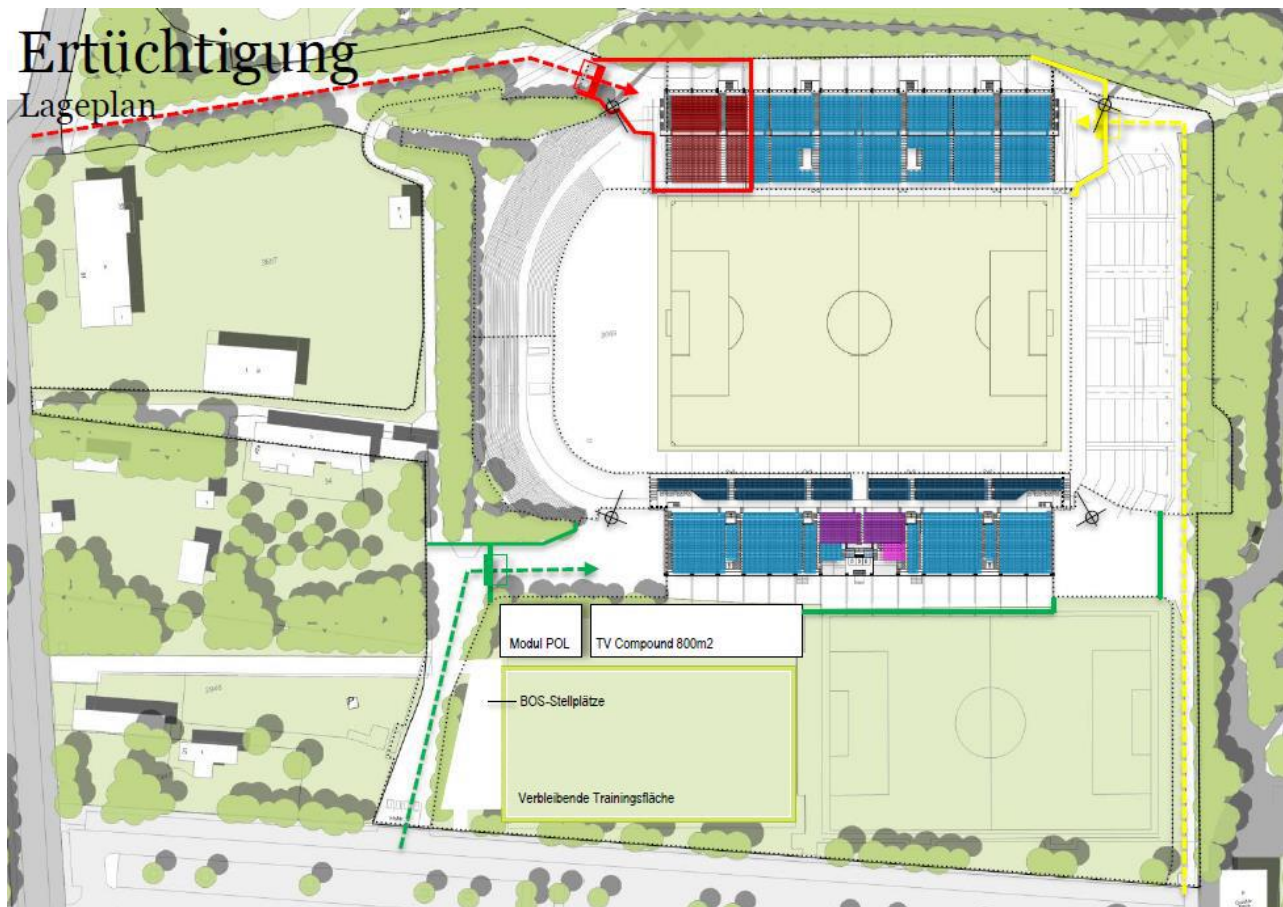 Ertüchtigung
Lageplan
Modul POL
TV Compound 800m2
BOS-Stellplätze
Verbleibende Trainingsfläche